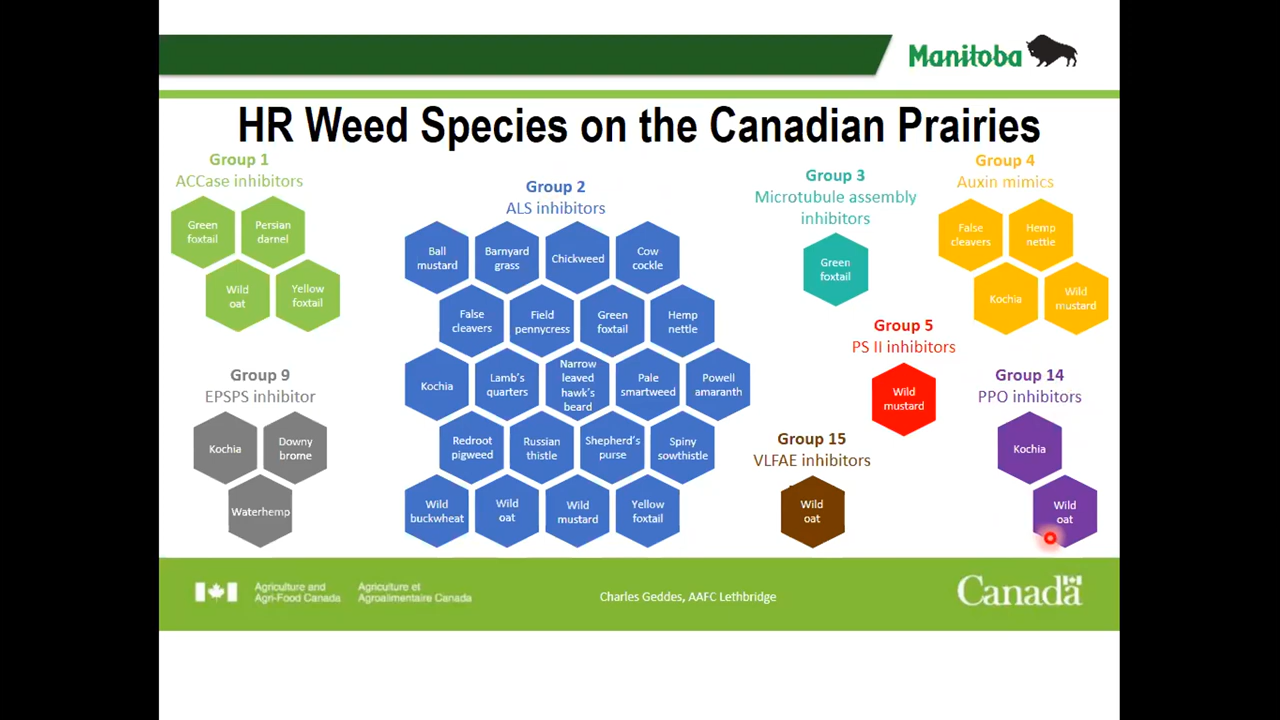 Manitoba
HR Weed Species on the Canadian Prairies
Group 1
ACCase inhibitors
Green
foxtail
Persian
darnel
Wild
oat
Yellow
foxtail
Group 2
ALS inhibitors
Ball
mustard
Barnyard
grass
Chickweed
Cow
cockle
False
cleavers
Field
pennycress
Green
foxtail
Hemp
nettle
Kochia
Lamb's
quarters
Narrow
leaved
hawk's
beard
Pale
smartweed
Powell
amaranth
Redroot
pigweed
Russian
thistle
Shepherd's
purse
Spiny
sowthistle
Wild
buckwheat
Wild
oat
Wild
mustard
Yellow
foxtail
Group 3
Microtubule assembly
inhibitors
Green
foxtail
Group 4
Auxin mimics
False
cleavers
Hemp
nettle
Kochia
Wild
mustard
Group 5
PS II inhibitors
Wild
mustard
Group 9
EPSPS inhibitor
Kochia
Downy
brome
Waterhemp
Group 15
VLFAE inhibitors
Wild
oat
Group 14
PPO inhibitors
Kochia
Wild
oat
Agriculture and
Agri-Food Canada
Agriculture et
Agroalimentaire Canada
Charles Geddes, AAFC Lethbridge
Canada